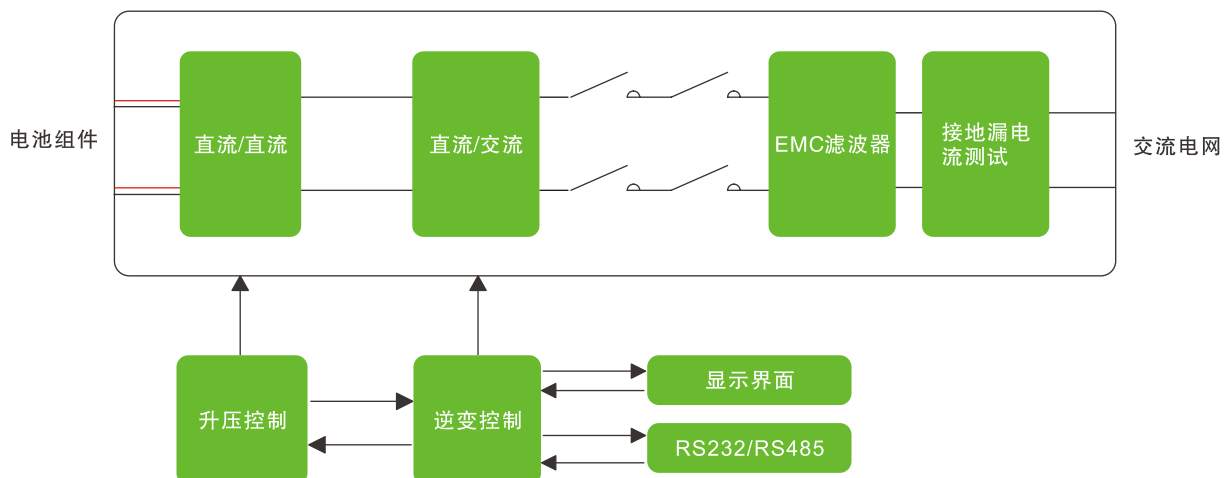 电池组件
直流/直流
直流/交流
EMC滤波器
接地漏电
流测试
交流电网
升压控制
逆变控制
显示界面
RS232/RS485